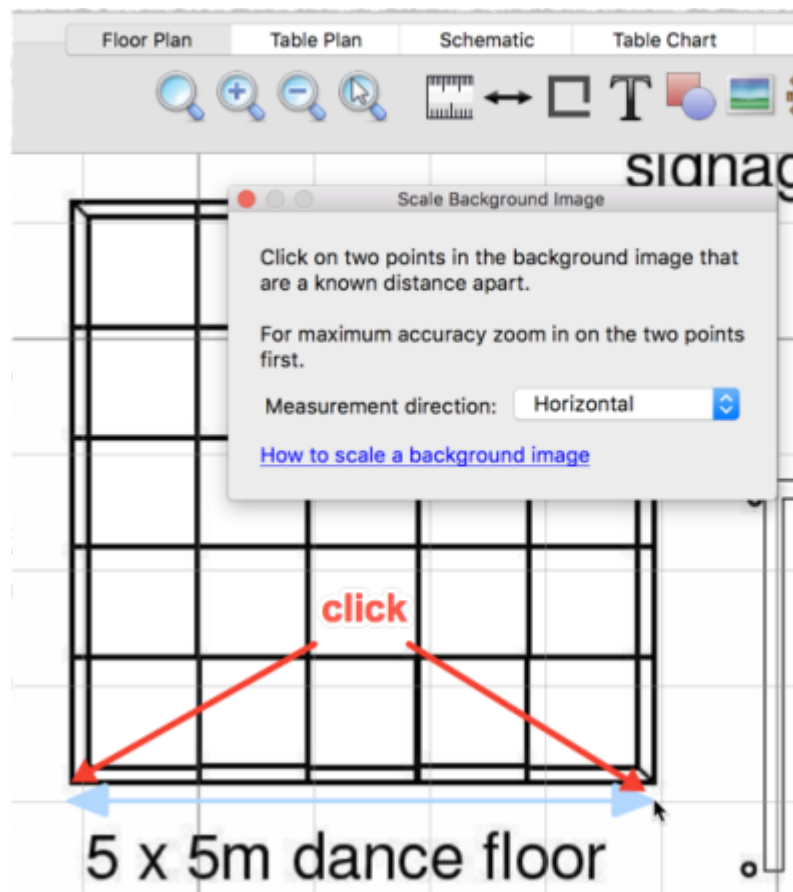 Floor Plan
Table Plan
Schematic
Table Chart
T
Scale Background Image
Click on two points in the background image that
are a known distance apart.
For maximum accuracy zoom in on the two points
first.
Measurement direction: Horizontal
How to scale a background image
click
5 x 5m dance floor